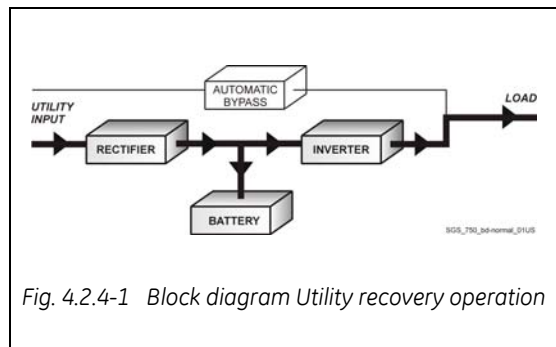 AUTOMATIC
BYPASS
LOAD
UTILITY
INPUT
RECTIFIER
INVERTER
BATTERY
SGS_750_bd-normal_01US
Fig. 4.2.4-1 Block diagram Utility recovery operation